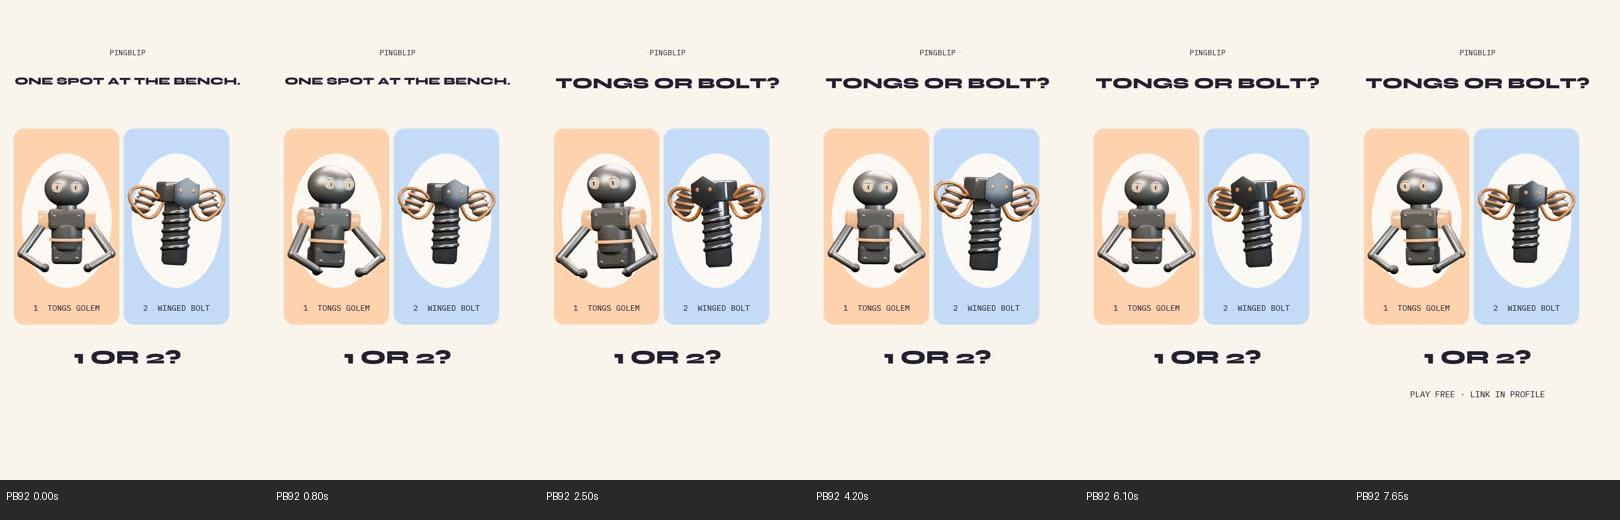 PINGBLIP
ONE SPOT AT THE BENCH.
1 TONGS GOLEM
2 WINGED BOLT
1 OR 2?
PB92 0.00s
PINGBLIP
ONE SPOT AT THE BENCH.
1 TONGS GOLEM
2 WINGED BOLT
1 OR 2?
PB92 0.80s
PINGBLIP
TONGS OR BOLT?
1 TONGS GOLEM
2 WINGED BOLT
1 OR 2?
PB92 2.50s
PINGBLIP
TONGS OR BOLT?
1 TONGS GOLEM
2 WINGED BOLT
1 OR 2?
PB92 4.20s
PINGBLIP
TONGS OR BOLT?
1 TONGS GOLEM
2 WINGED BOLT
1 OR 2?
PB92 6.10s
PINGBLIP
TONGS OR BOLT?
1 TONGS GOLEM
2 WINGED BOLT
1 OR 2?
PLAY FREE · LINK IN PROFILE
PB92 7.65s